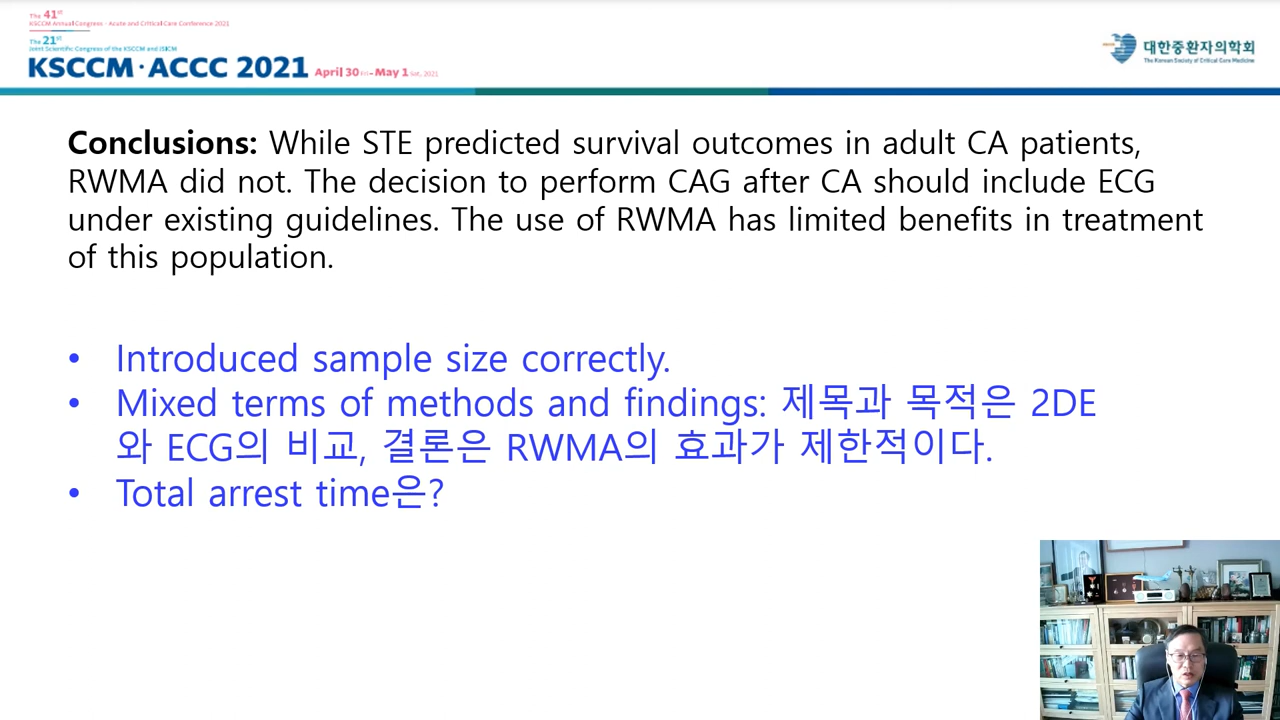 The 41st
KSCCM Annual Congress · Acute and Critical Care Conference 2021
The 21st
Joint Scientific Congress of the KSCCM and JSICM
KSCCM · ACCC 2021 April 30 Fri - May 1 Sat, 2021
대한중환자의학회
The Korean Society of Critical Care Medicine
Conclusions: While STE predicted survival outcomes in adult CA patients,
RWMA did not. The decision to perform CAG after CA should include ECG
under existing guidelines. The use of RWMA has limited benefits in treatment
of this population.
• Introduced sample size correctly.
• Mixed terms of methods and findings: 제목과 목적은 2DE
와 ECG의 비교, 결론은 RWMA의 효과가 제한적이다.
• Total arrest time은?